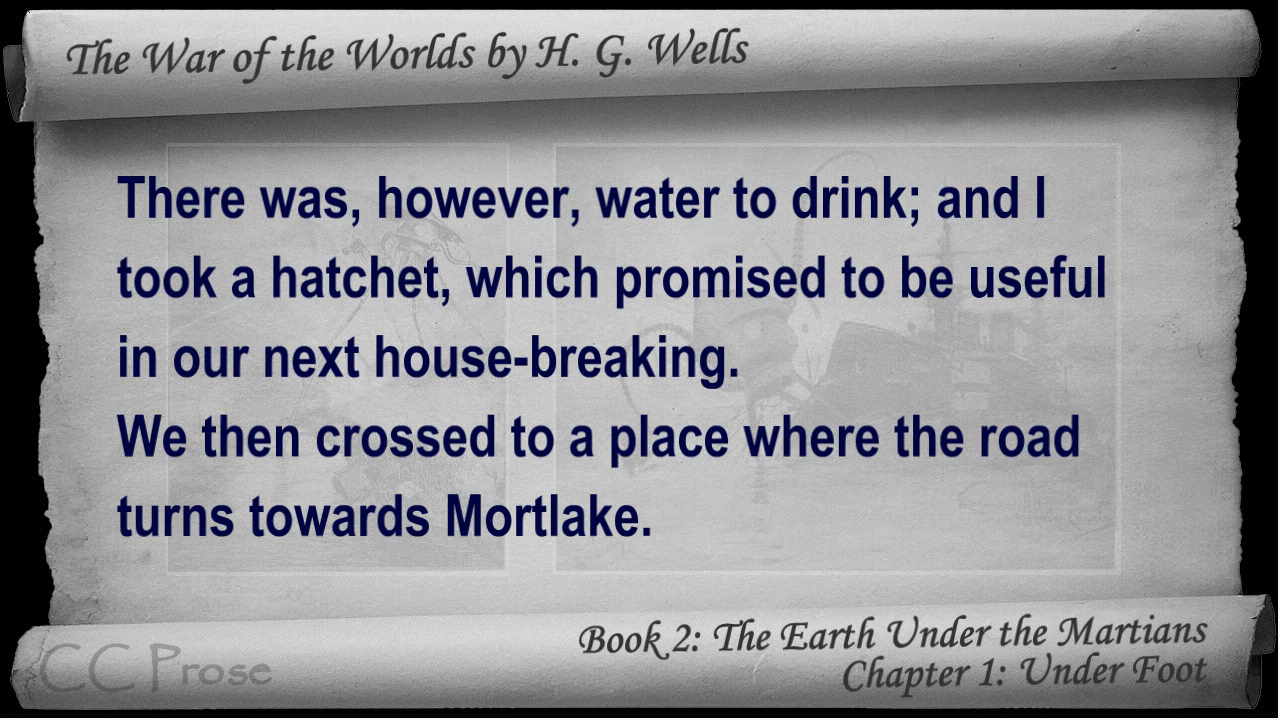 The War of the Worlds by H. G. Wells
There was, however, water to drink; and I
took a hatchet, which promised to be useful
in our next house-breaking.
We then crossed to a place where the road
turns towards Mortlake.
Book 2: The Earth Under the Martians
Chapter 1: Under Foot
CC Prose